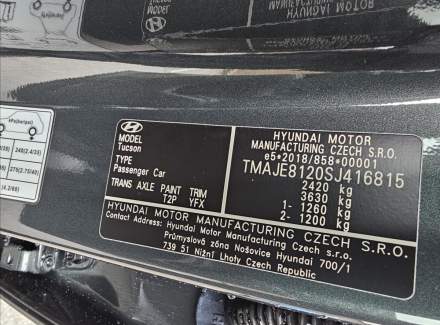 HYUNDAI
MODEL
Tucson
TYPE
Passenger Car
TRANS AXLE PAINT TRIM
T2P YFX
HYUNDAI MOTOR
MANUFACTURING CZECH S.R.O.
e5*2018/858*00001
TMAJE8120SJ416815
2420 kg
3630 kg
1- 1260 kg
2- 1200 kg
HYUNDAI MOTOR MANUFACTURING CZECH S.R.O.
Contact Address: Hyundai Motor Manufacturing Czech s.r.o.
Průmyslová zóna Nošovice Hyundai 700/1
739 51 Nižní Lhoty Czech Republic